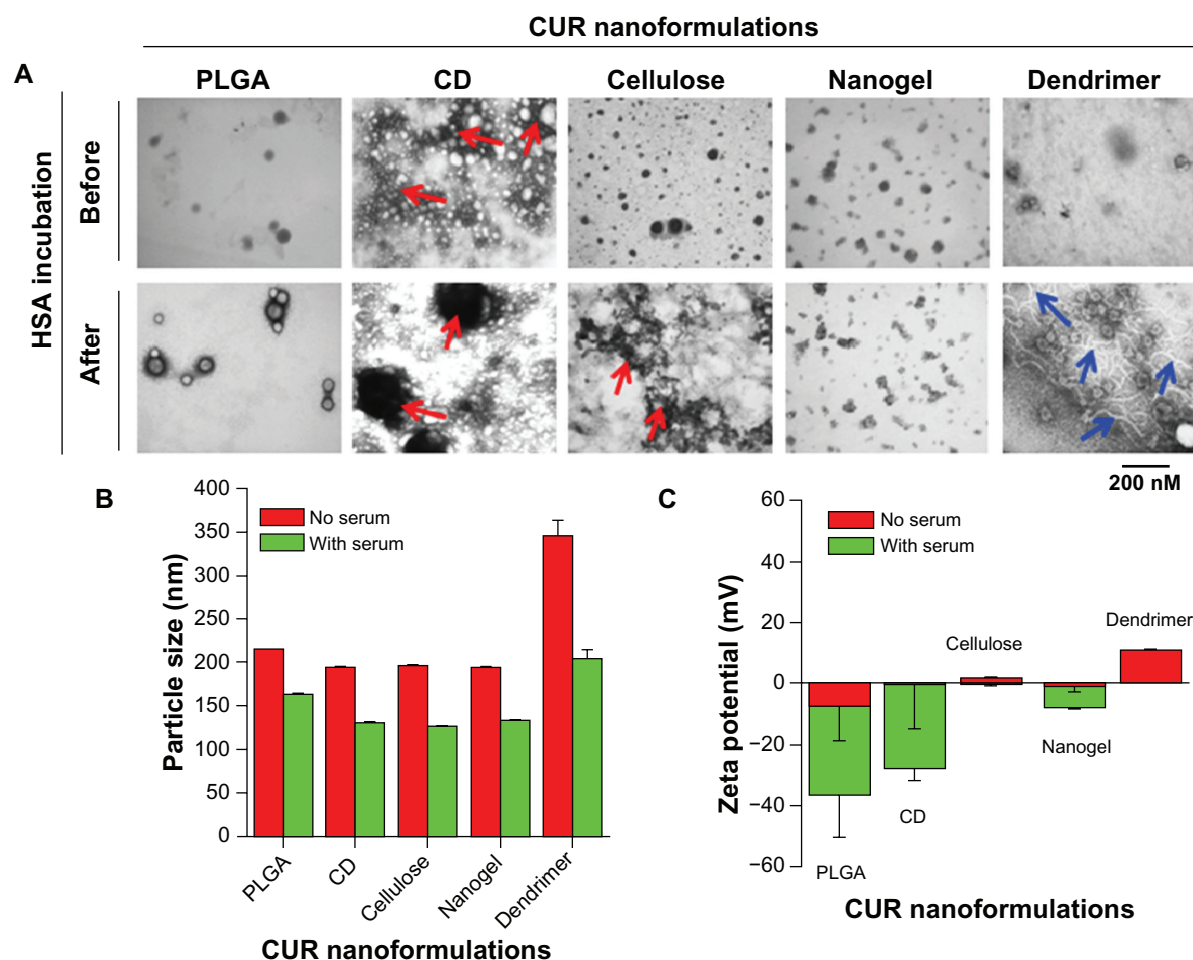 CUR nanoformulations
A
PLGA CD Cellulose Nanogel Dendrimer
HSA incubation
Before
After
200 nM
B
400
350
300
250
200
150
100
50
0
Particle size (nm)
No serum
With serum
PLGA
CD
Cellulose
Nanogel
Dendrimer
CUR nanoformulations
C
60
40
20
0
−20
−40
−60
Zeta potential (mV)
No serum
With serum
Dendrimer
Cellulose
Nanogel
CD
PLGA
CUR nanoformulations